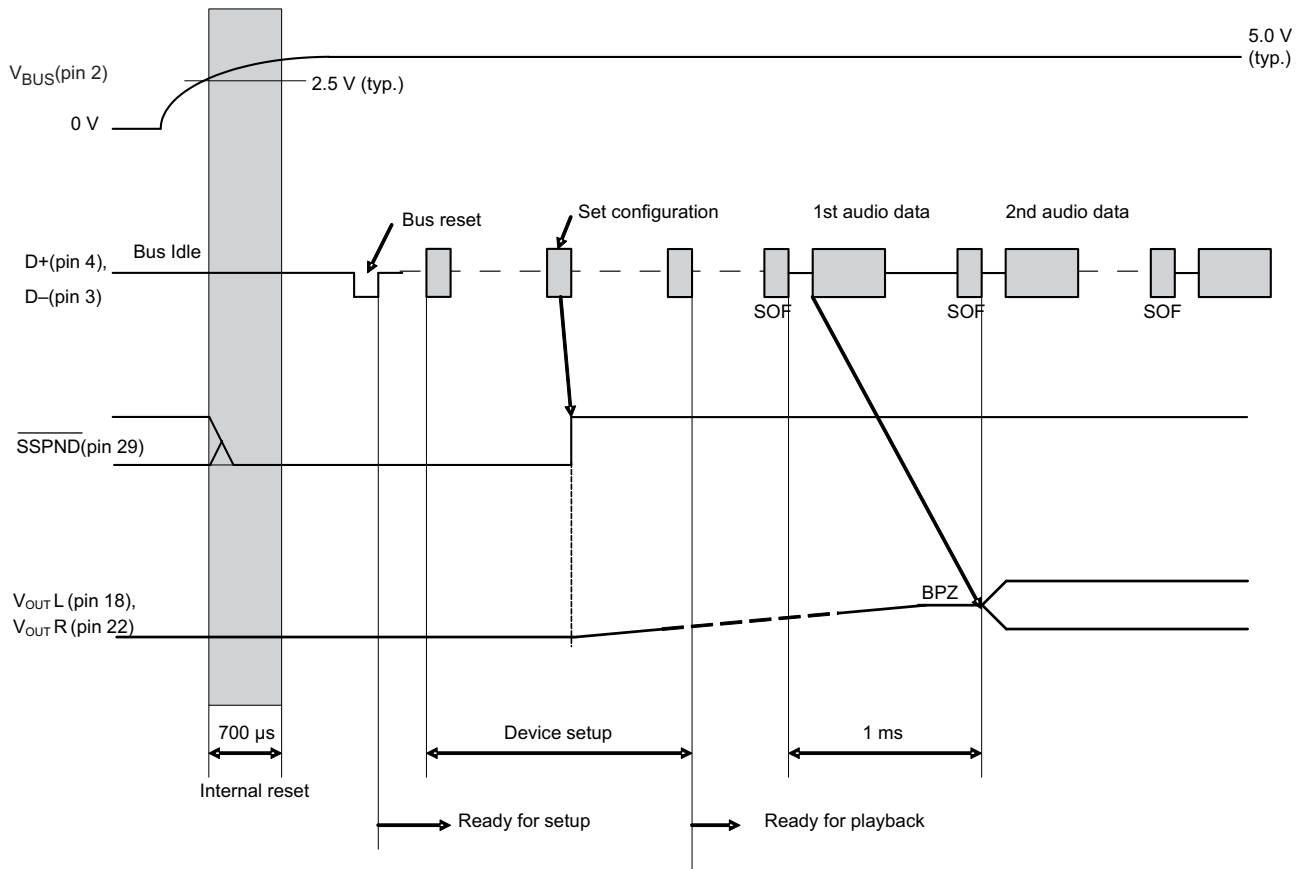 5.0 V
(typ.)
VBUS(pin 2)
2.5 V (typ.)
0 V
Bus reset
Set configuration
1st audio data
2nd audio data
Bus Idle
D+(pin 4),
D–(pin 3)
SOF
SOF
SOF
SSPND(pin 29)
BPZ
VOUT L (pin 18),
VOUT R (pin 22)
700 µs
Device setup
1 ms
Internal reset
Ready for setup
Ready for playback